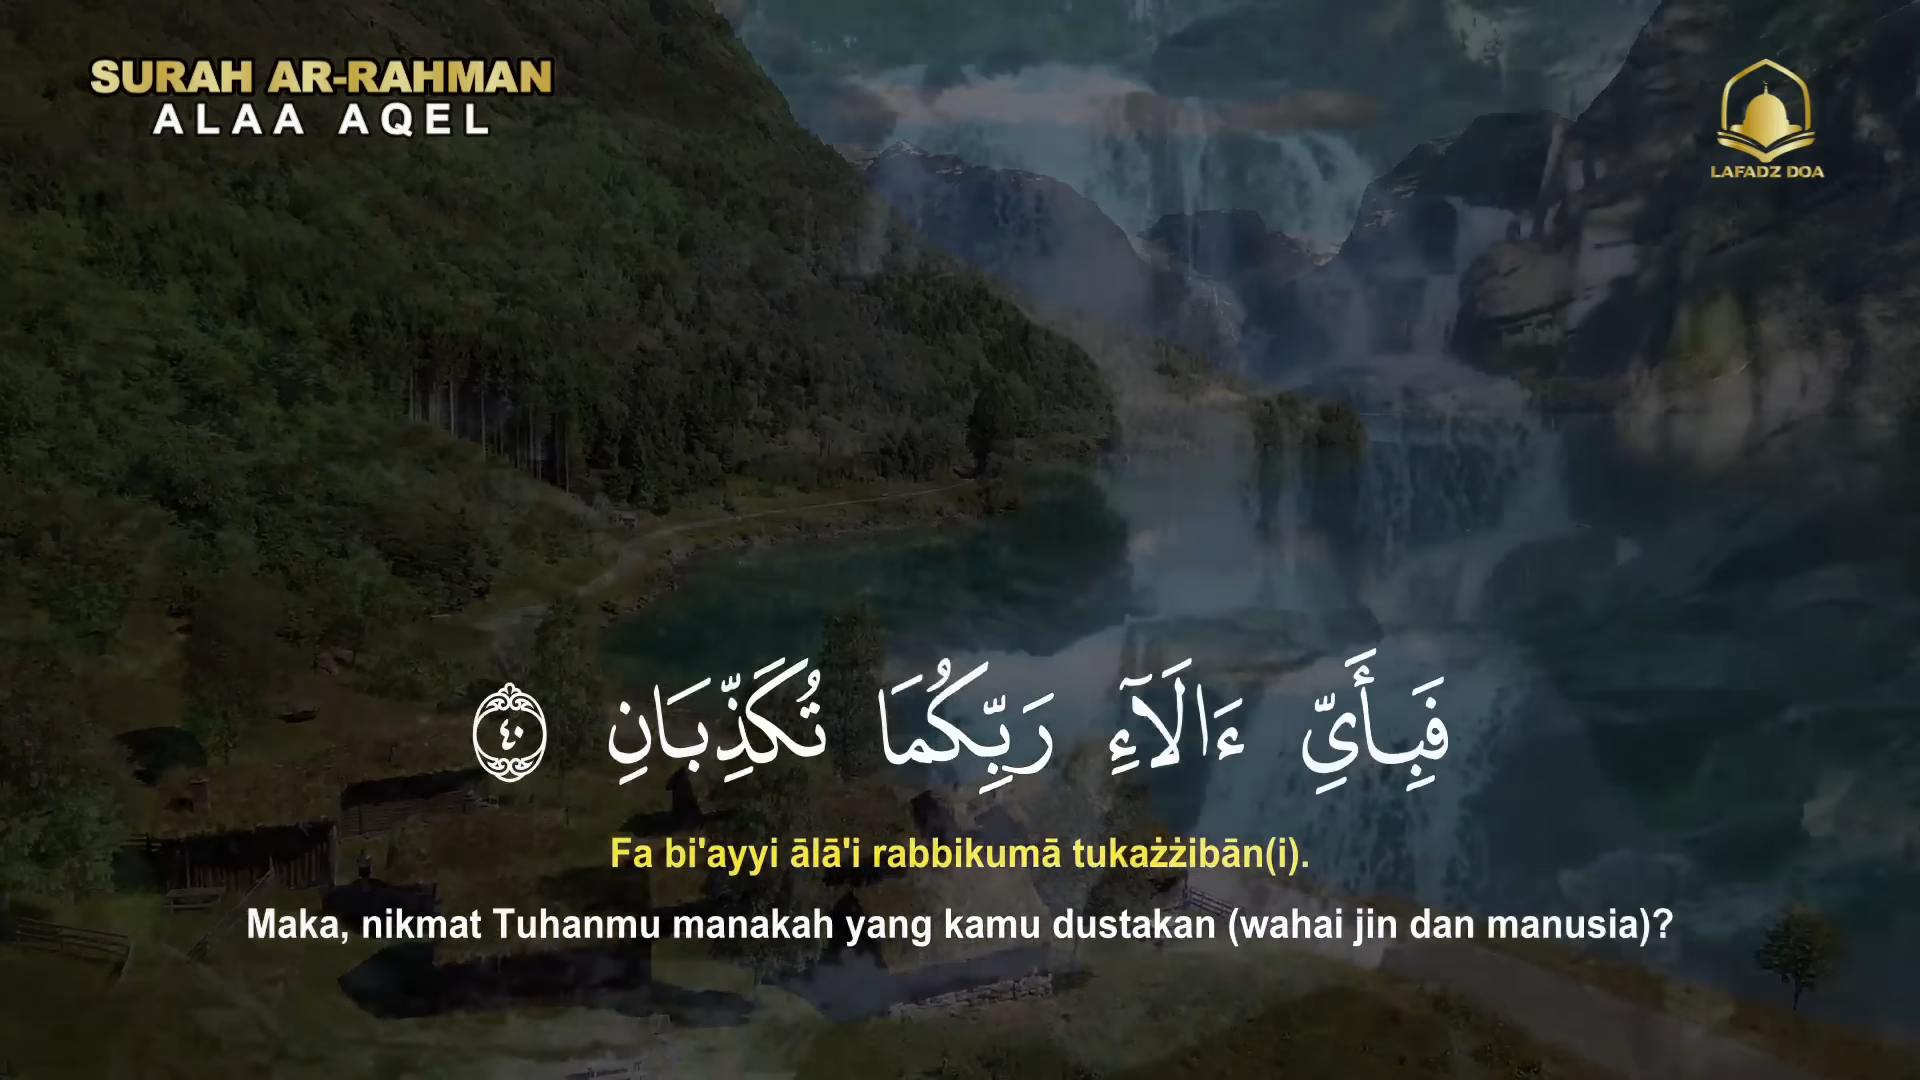 SURAH AR-RAHMAN
ALAA AQEL
LAFADZ DOA
فَبِأَيِّ ءَالَآءِ رَبِّكُمَا تُكَذِّبَانِ ٤٠
Fa bi'ayyi ālā'i rabbikumā tukażżibān(i).
Maka, nikmat Tuhanmu manakah yang kamu dustakan (wahai jin dan manusia)?